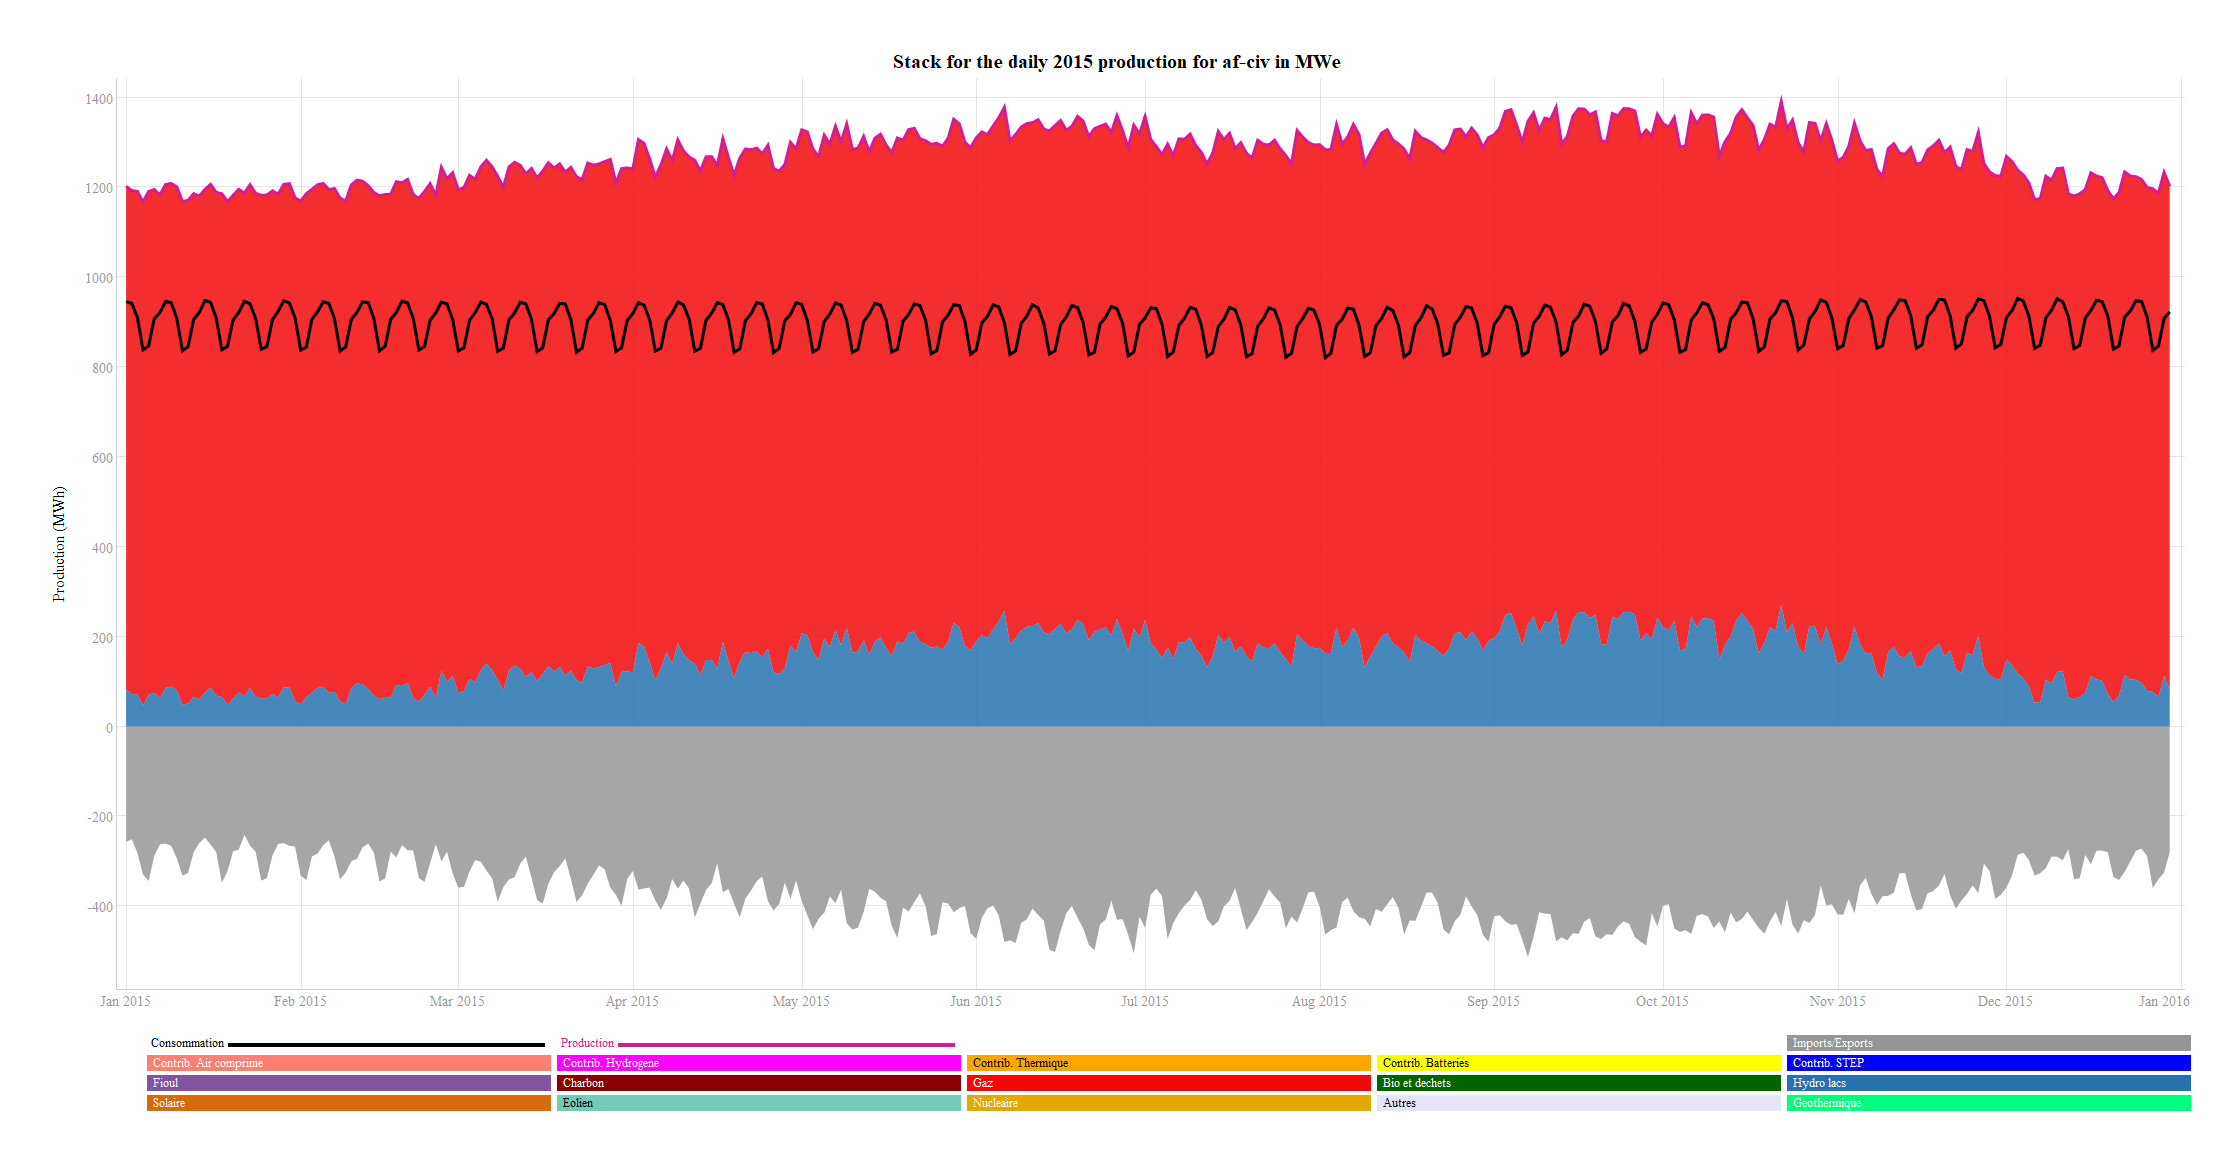 Stack for the daily 2015 production for af-civ in MWe
1400
1200
1000
800
600
400
200
0
-200
-400
Production (MWh)
Jan 2015 Feb 2015 Mar 2015 Apr 2015 May 2015 Jun 2015 Jul 2015 Aug 2015 Sep 2015 Oct 2015 Nov 2015 Dec 2015 Jan 2016
Consommation Production Imports/Exports
Contrib. Air comprime Contrib. Hydrogene Contrib. Thermique Contrib. Batteries Contrib. STEP
Fioul Charbon Gaz Bio et dechets Hydro lacs
Solaire Eolien Nucleaire Autres Geothermique